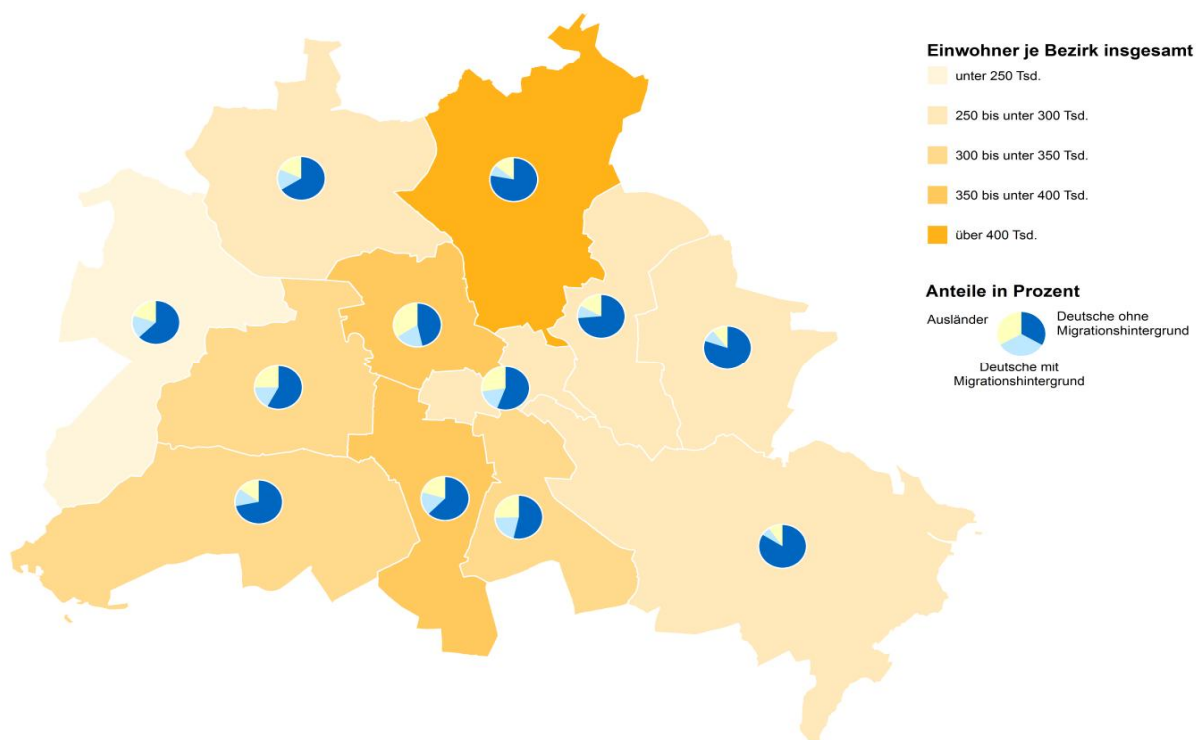 Einwohner je Bezirk insgesamt
unter 250 Tsd.
250 bis unter 300 Tsd.
300 bis unter 350 Tsd.
350 bis unter 400 Tsd.
über 400 Tsd.
Anteile in Prozent
Ausländer
Deutsche ohne
Migrationshintergrund
Deutsche mit
Migrationshintergrund